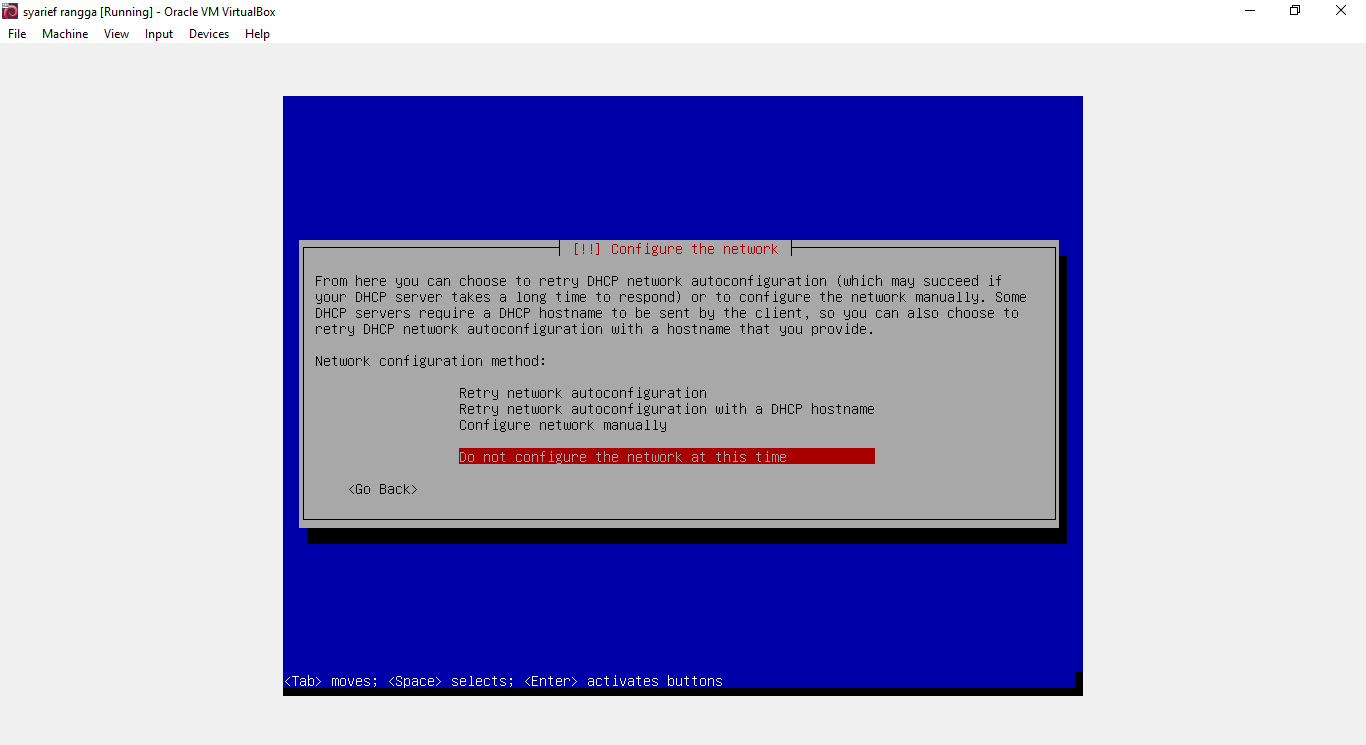 syarief rangga [Running] - Oracle VM VirtualBox
File Machine View Input Devices Help
[!!] Configure the network
From here you can choose to retry DHCP network autoconfiguration (which may succeed if
your DHCP server takes a long time to respond) or to configure the network manually. Some
DHCP servers require a DHCP hostname to be sent by the client, so you can also choose to
retry DHCP network autoconfiguration with a hostname that you provide.
Network configuration method:
Retry network autoconfiguration
Retry network autoconfiguration with a DHCP hostname
Configure network manually
Do not configure the network at this time
<Go Back>
<Tab> moves; <Space> selects; <Enter> activates buttons